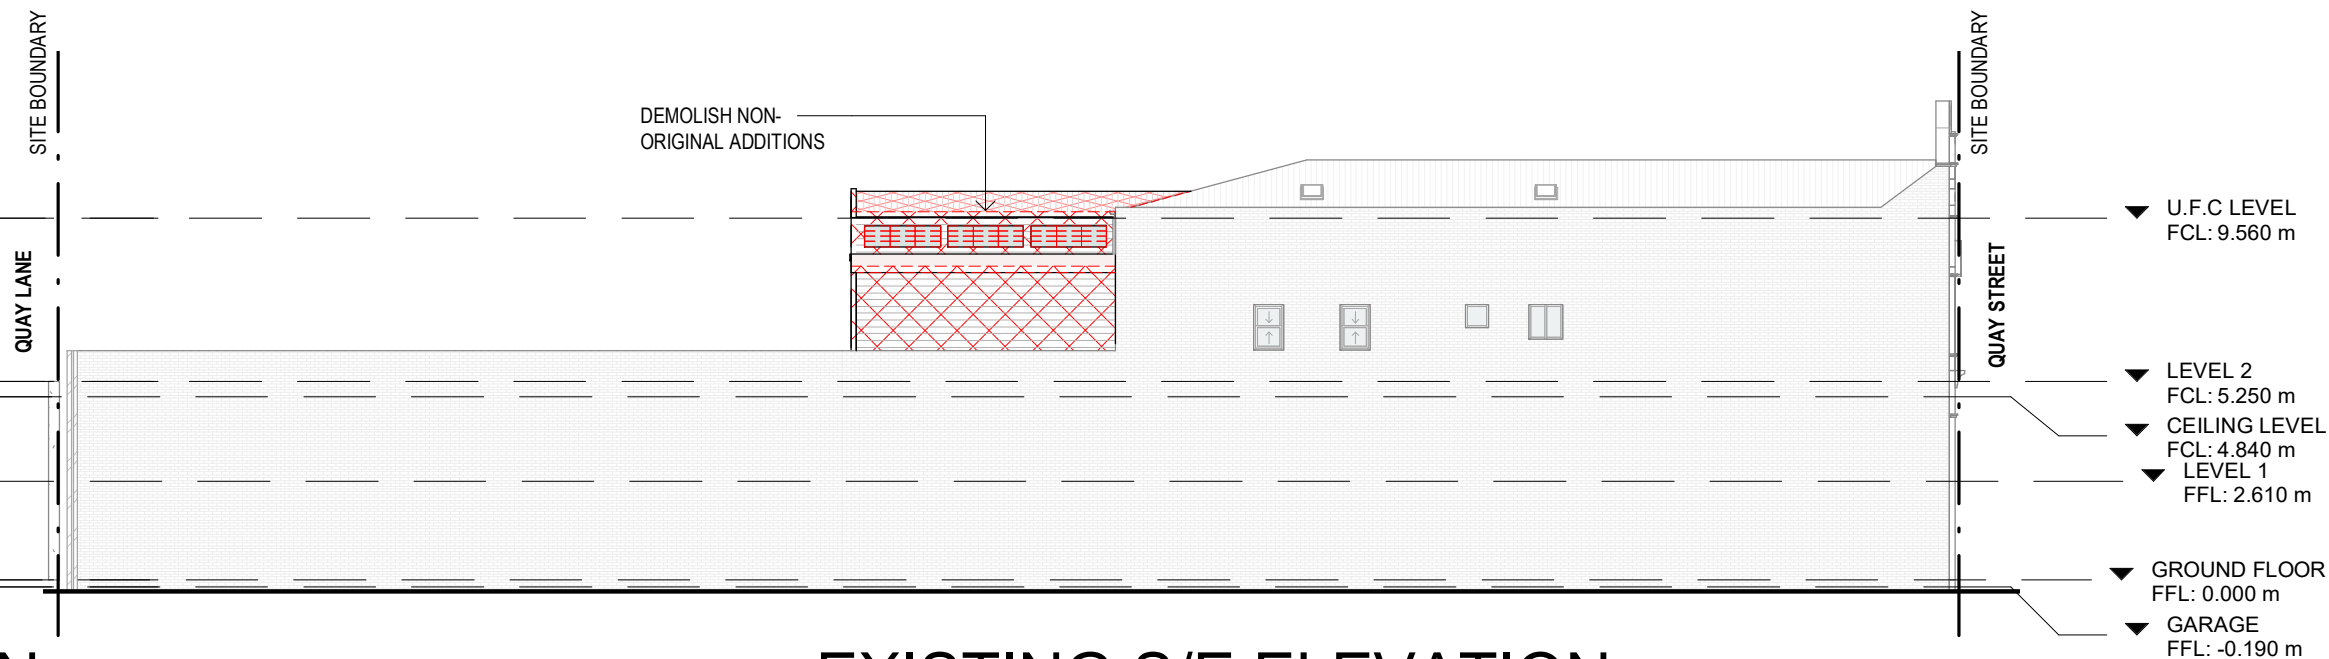 SITE BOUNDARY
QUAY LANE
DEMOLISH NON-
ORIGINAL ADDITIONS
SITE BOUNDARY
QUAY STREET
U.F.C LEVEL
FCL: 9.560 m
LEVEL 2
FCL: 5.250 m
CEILING LEVEL
FCL: 4.840 m
LEVEL 1
FFL: 2.610 m
GROUND FLOOR
FFL: 0.000 m
GARAGE
FFL: -0.190 m